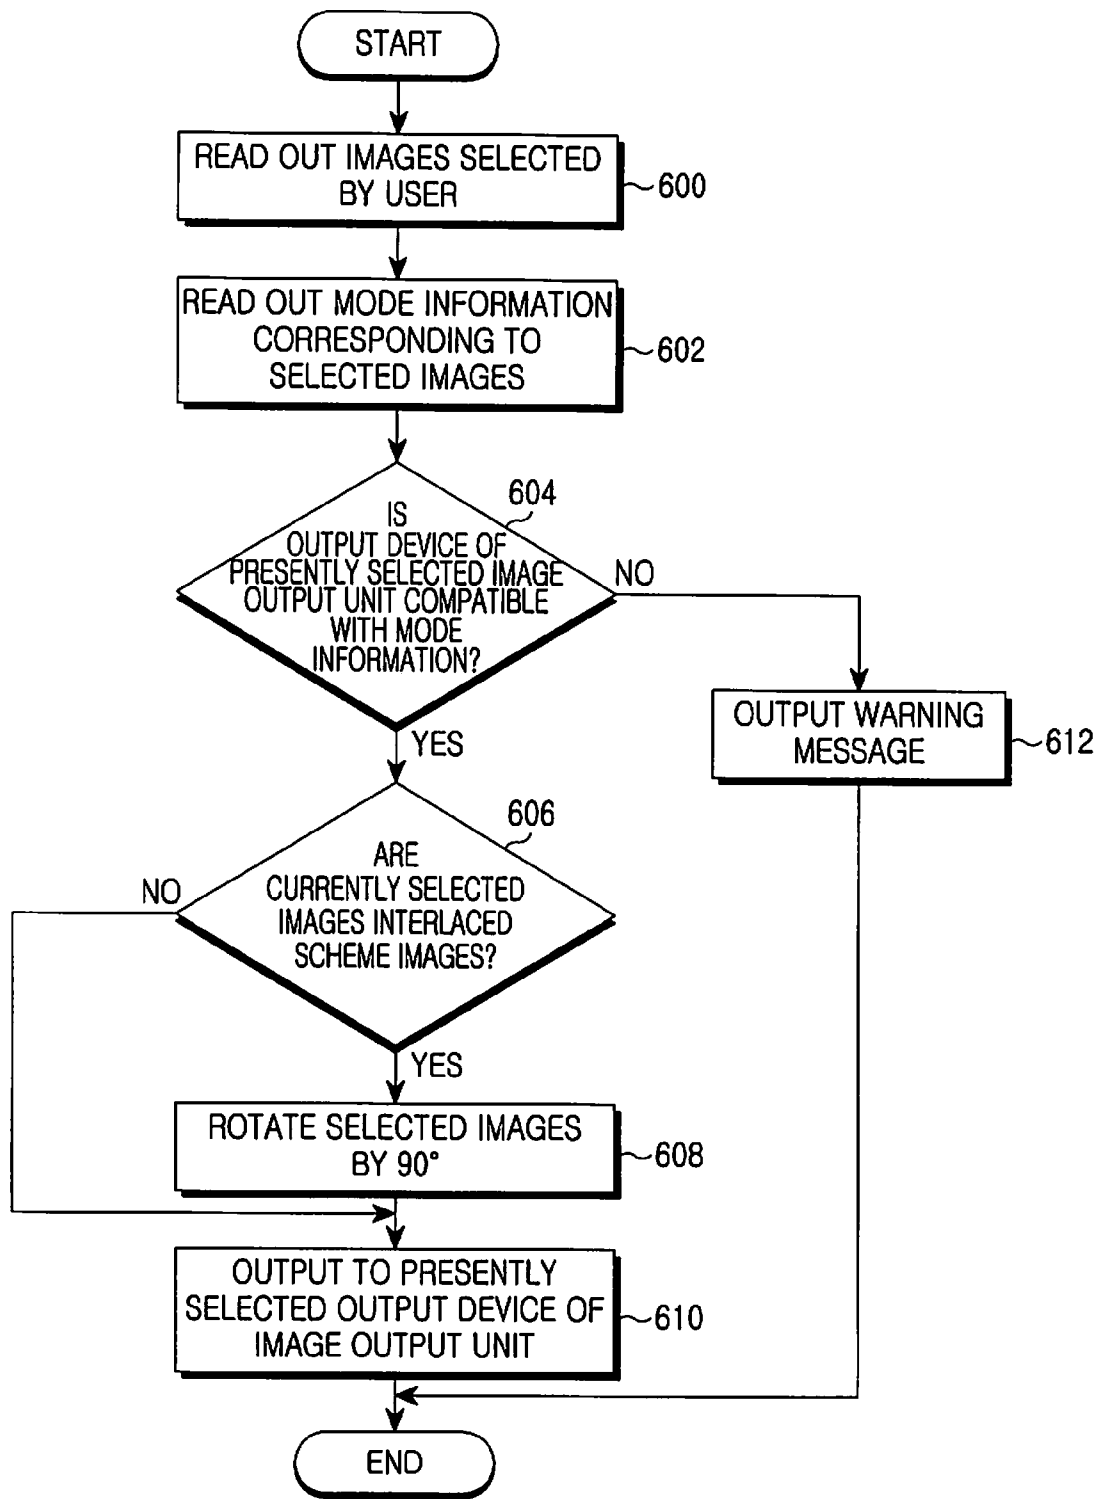 START
READ OUT IMAGES SELECTED
BY USER
600
READ OUT MODE INFORMATION
CORRESPONDING TO
SELECTED IMAGES
602
604
IS
OUTPUT DEVICE OF
PRESENTLY SELECTED IMAGE
OUTPUT UNIT COMPATIBLE
WITH MODE
INFORMATION?
NO
YES
OUTPUT WARNING
MESSAGE
612
606
ARE
CURRENTLY SELECTED
IMAGES INTERLACED
SCHEME IMAGES?
NO
YES
ROTATE SELECTED IMAGES
BY 90°
608
OUTPUT TO PRESENTLY
SELECTED OUTPUT DEVICE OF
IMAGE OUTPUT UNIT
610
END